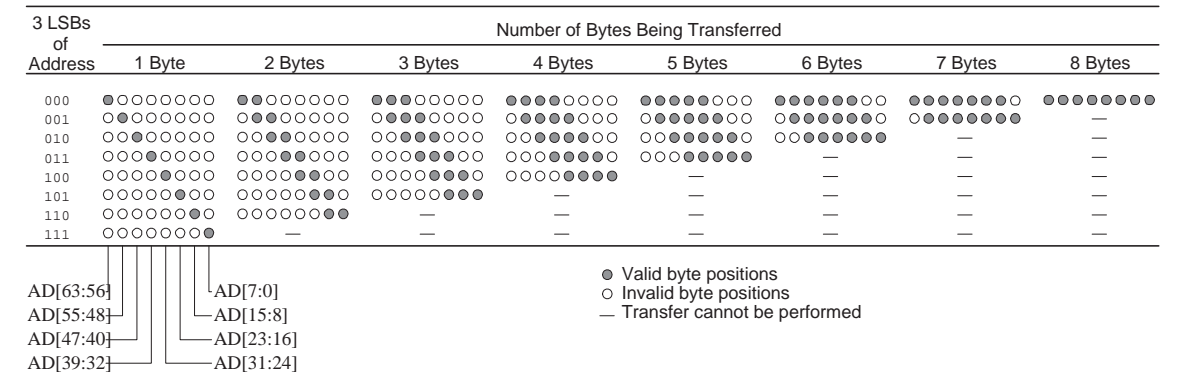 3 LSBs
of
Address
Number of Bytes Being Transferred
1 Byte 2 Bytes 3 Bytes 4 Bytes 5 Bytes 6 Bytes 7 Bytes 8 Bytes
000
001 —
010 — —
011 — — —
100 — — — —
101 — — — — —
110 — — — — — —
111 — — — — — — —
Valid byte positions
Invalid byte positions
— Transfer cannot be performed
AD[63:56] AD[7:0]
AD[55:48] AD[15:8]
AD[47:40] AD[23:16]
AD[39:32] AD[31:24]